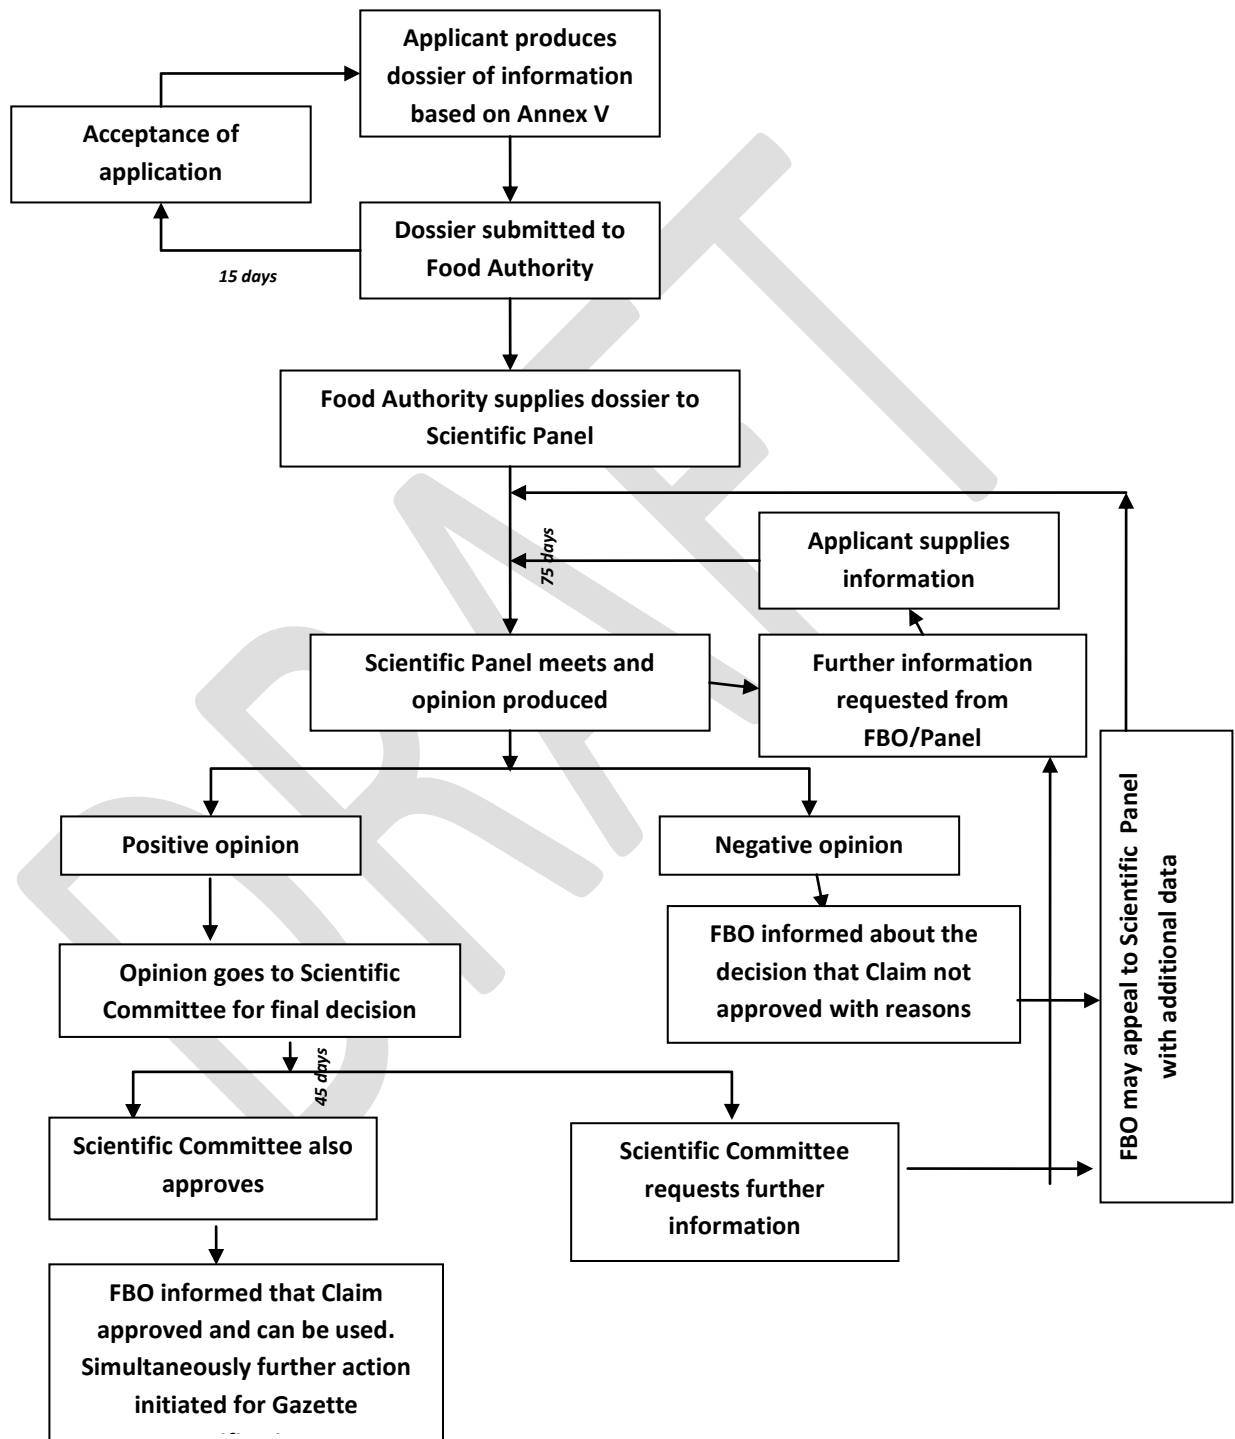 Applicant produces
dossier of information
based on Annex V
Acceptance of
application
Dossier submitted to
Food Authority
15 days
Food Authority supplies dossier to
Scientific Panel
75 days
Applicant supplies
information
Scientific Panel meets and
opinion produced
Further information
requested from
FBO/Panel
Positive opinion
Negative opinion
FBO informed about the
decision that Claim not
approved with reasons
FBO may appeal to Scientific Panel
with additional data
Opinion goes to Scientific
Committee for final decision
45 days
Scientific Committee also
approves
Scientific Committee
requests further
information
FBO informed that Claim
approved and can be used.
Simultaneously further action
initiated for Gazette
DRAFT